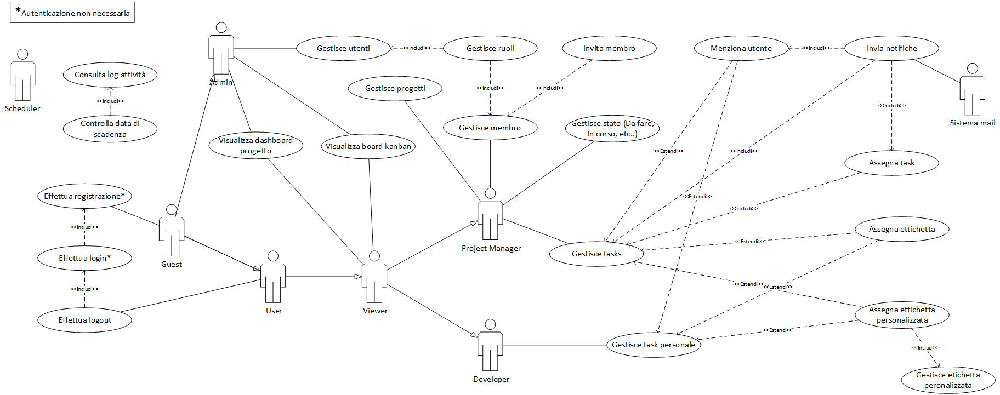 *Autenticazione non necessaria
Admin
Gestisce utenti
<<Includi>>
Gestisce ruoli
Invita membro
Menziona utente
<<Includi>>
Invia notifiche
Scheduler
Consulta log attività
<<Includi>>
Controlla data di
scadenza
Gestisce progetti
<<Includi>>
<<Includi>>
<<Includi>>
Sistema mail
Gestisce membro
Gestisce stato (Da fare,
In corso, etc..)
Visualizza dashboard
progetto
Visualizza board kanban
<<Estendi>>
<<Includi>>
Assegna task
Effettua registrazione*
<<Estendi>>
<<Includi>>
<<Includi>>
Effettua login*
<<Includi>>
Effettua logout
Guest
User
Viewer
Project Manager
Gestisce tasks
Assegna ettichetta
<<Estendi>>
<<Estendi>>
<<Estendi>>
Assegna ettichetta
personalizzata
<<Estendi>>
Developer
Gestisce task personale
<<Includi>>
Gestisce etichetta
peronalizzata